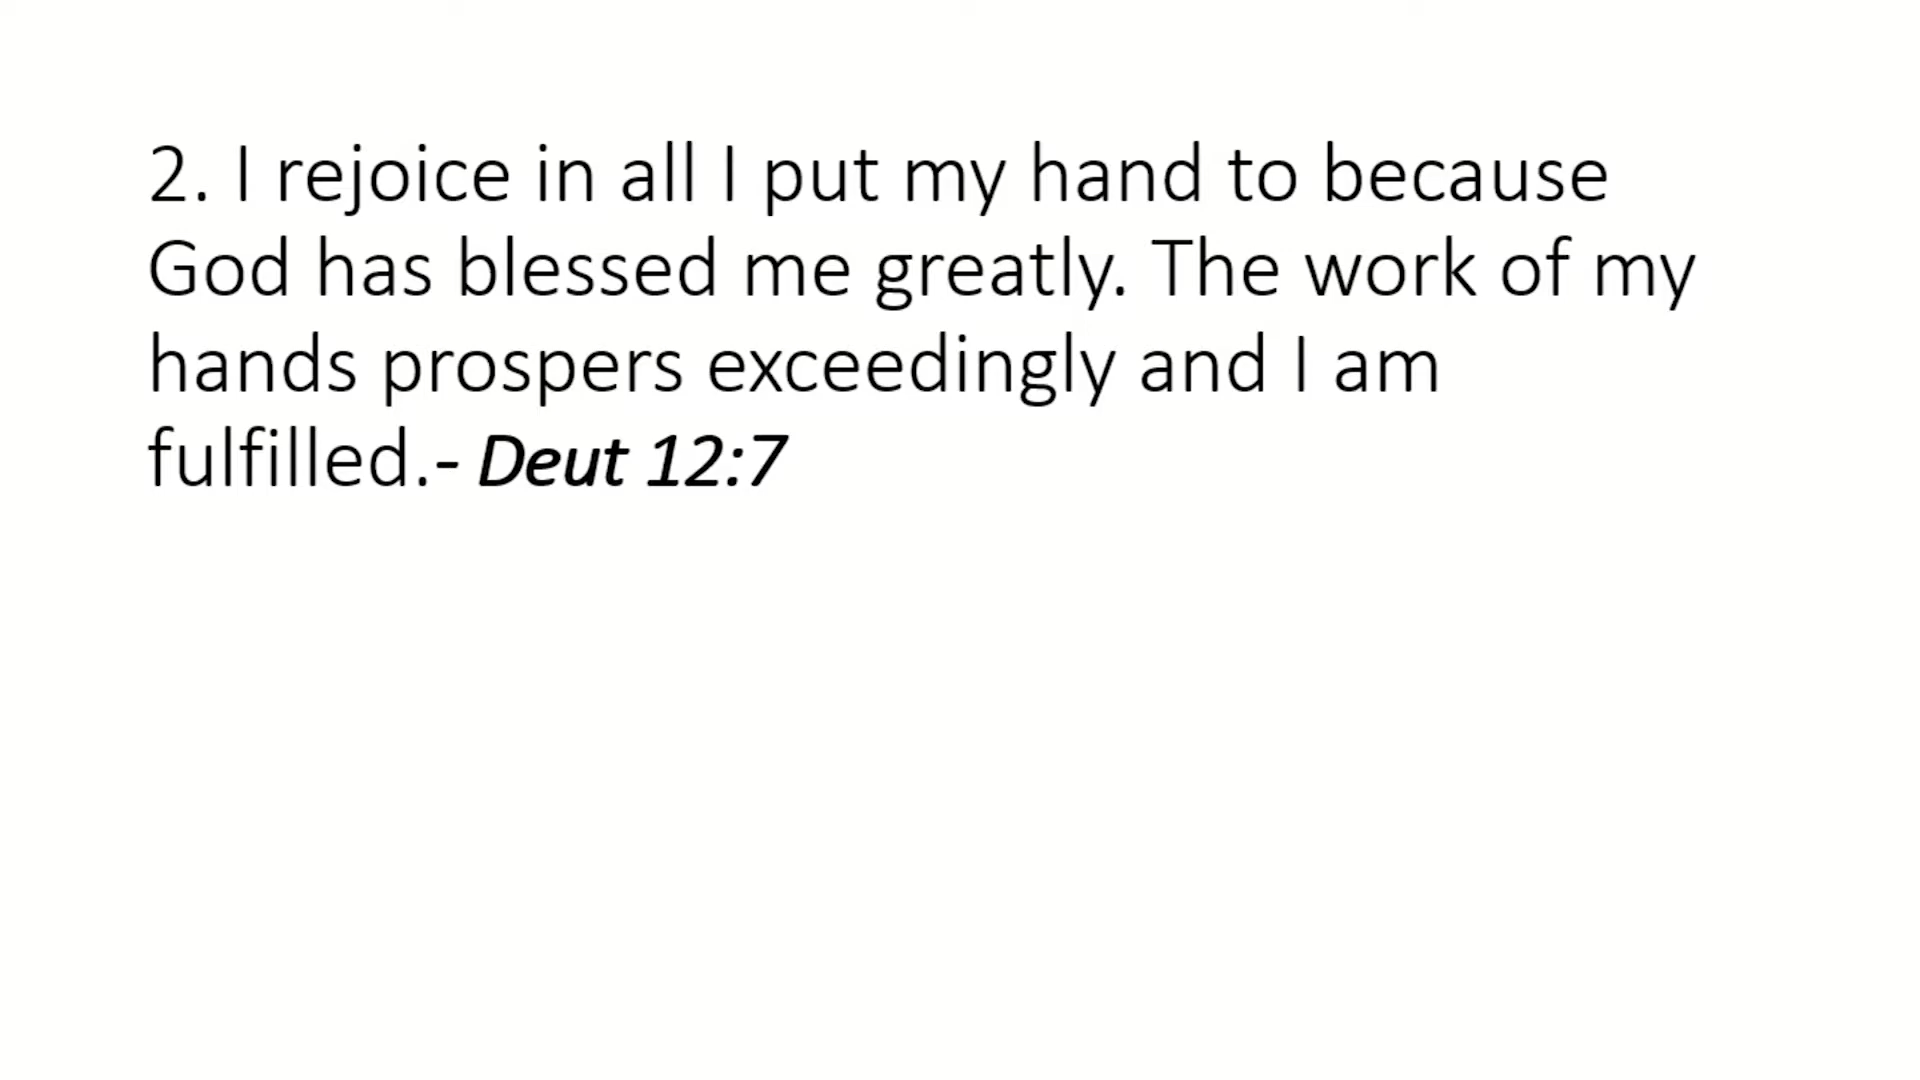 2. I rejoice in all I put my hand to because
God has blessed me greatly. The work of my
hands prospers exceedingly and I am
fulfilled.- Deut 12:7